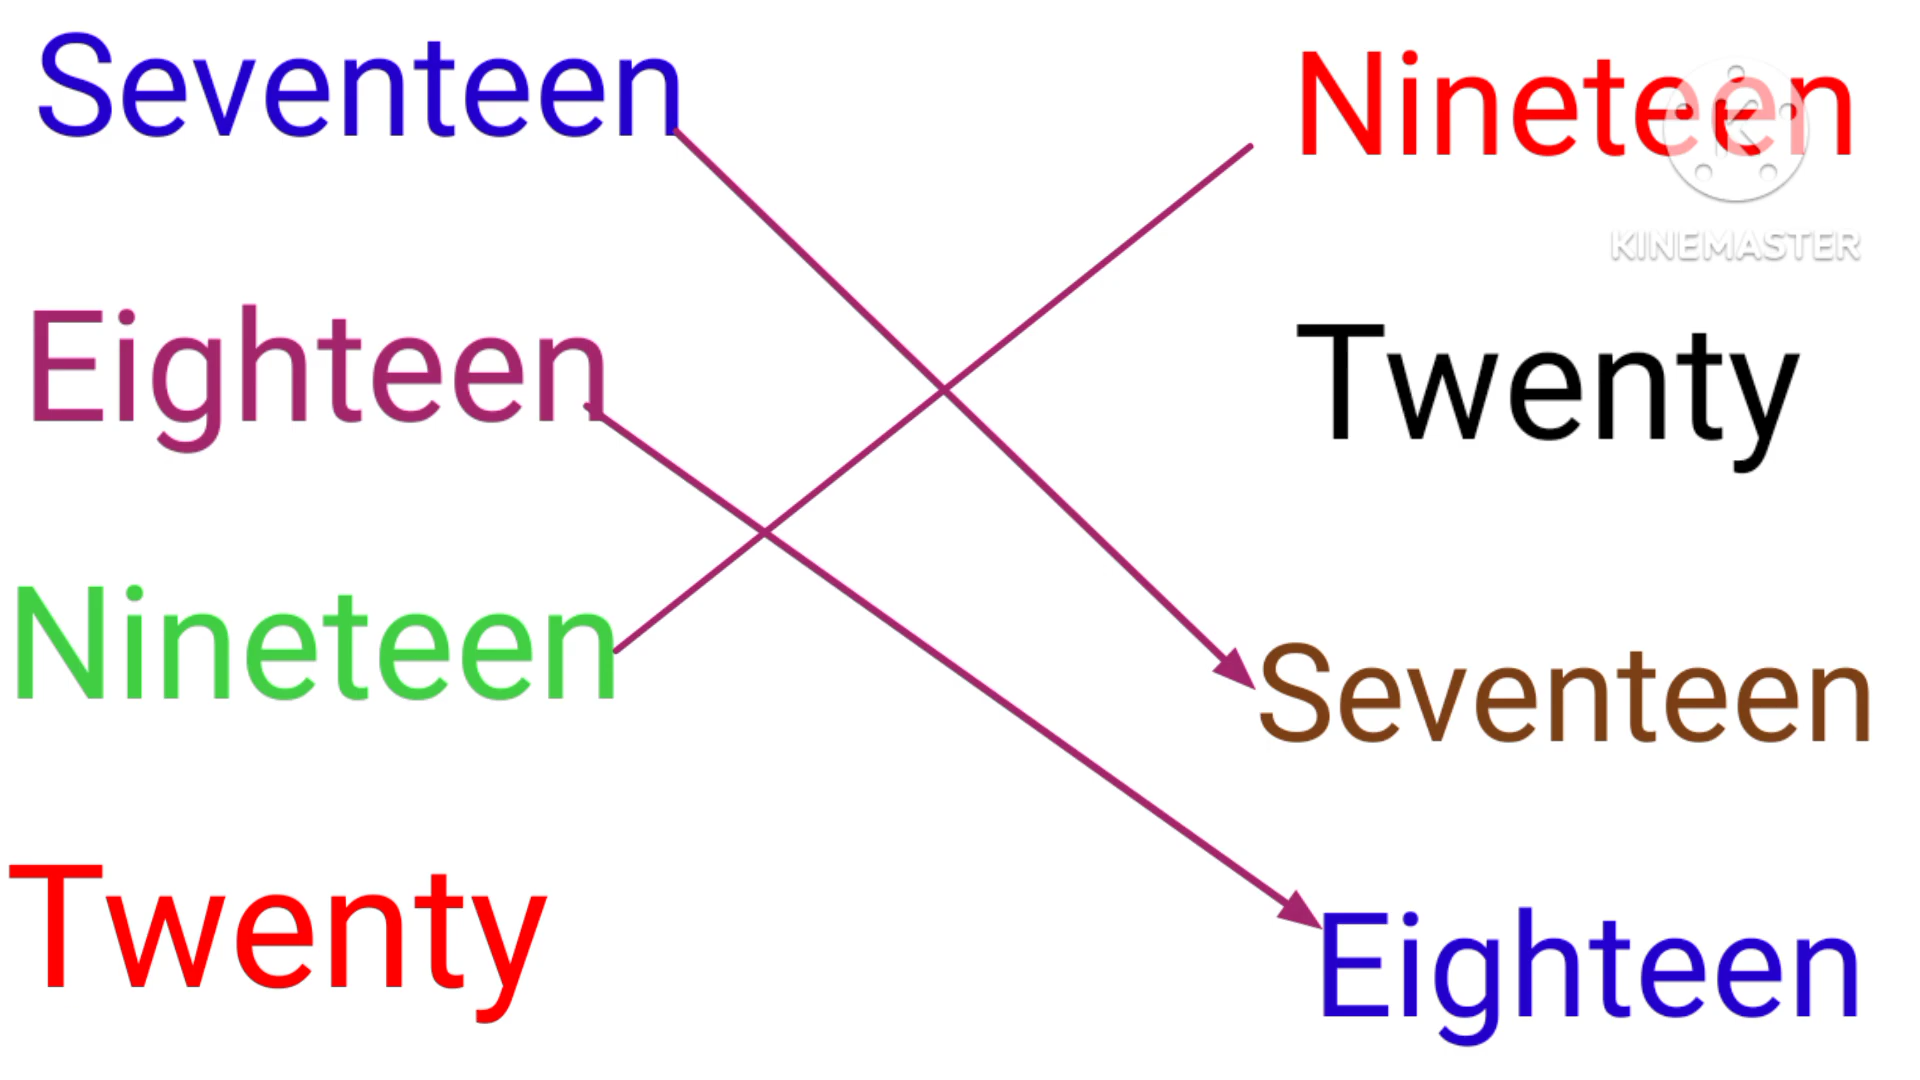 Seventeen
Nineteen
KINEMASTER
Eighteen
Twenty
Nineteen
Seventeen
Twenty
Eighteen